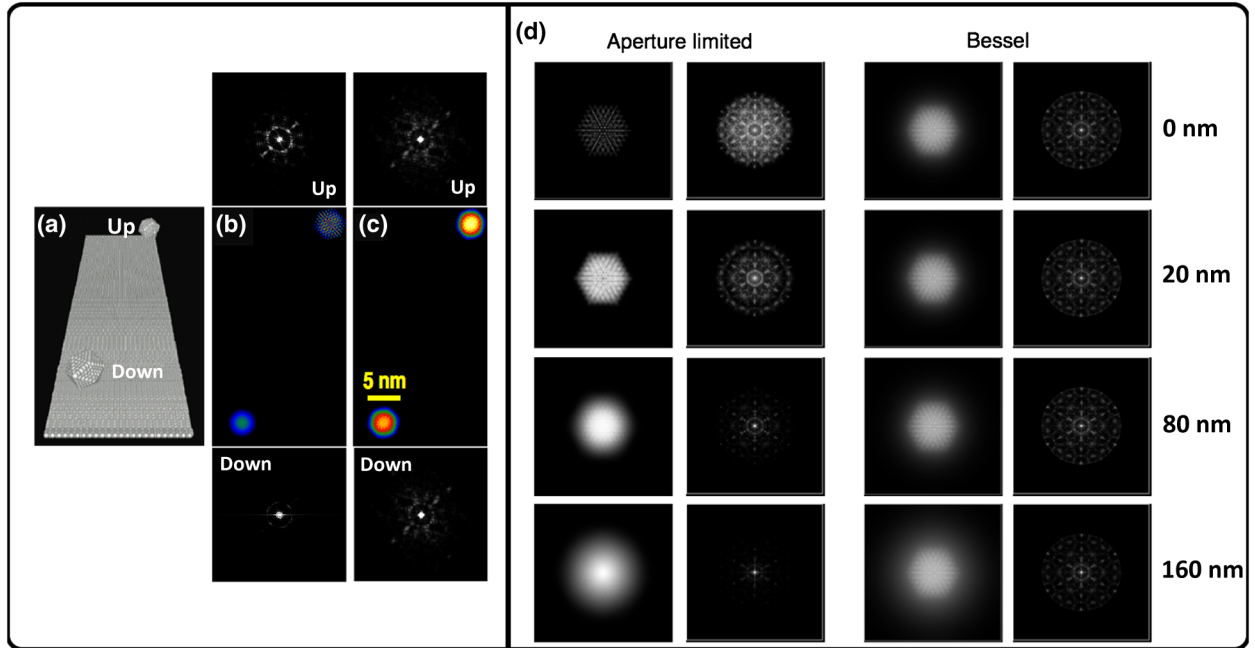 (d)
Aperture limited
Bessel
Up
Up
0 nm
(a)
Up
(b)
(c)
20 nm
Down
5 nm
80 nm
Down
Down
160 nm